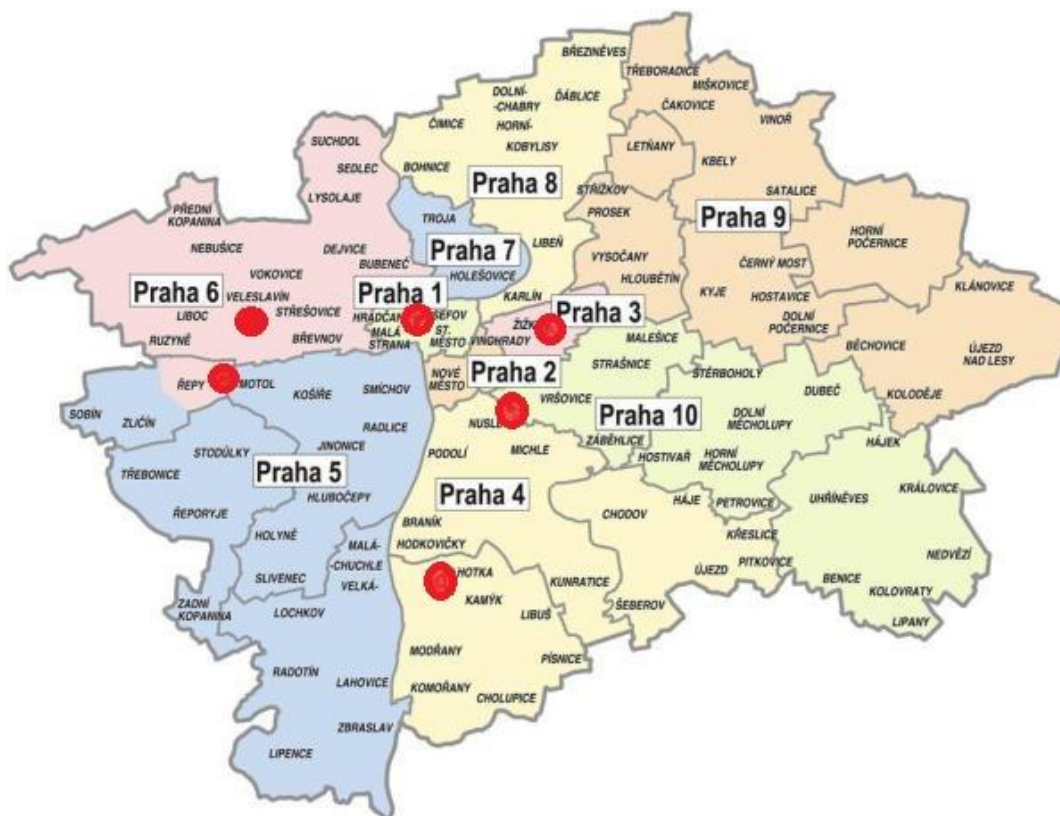 BŘEZINĚVES
TŘEBORADICE
MIŠKOVICE
DOLNÍ-
-CHABRY
ĎÁBLICE
ČAKOVICE
VINOŘ
ČIMICE
HORNÍ-
KOBYLISY
SUCHDOL
LETŇANY
SEDLEC
BOHNICE
KBELY
Praha 8
STŘÍŽKOV
SATALICE
LYSOLAJE
PŘEDNÍ
KOPANINA
TROJA
PROSEK
Praha 9
HORNÍ
POČERNICE
NEBUŠICE
DEJVICE
Praha 7
LIBEŇ
VYSOČANY
BUBENEČ
ČERNÝ MOST
VOKOVICE
HOLEŠOVICE
HLOUBĚTÍN
Praha 6
VELESLAVÍN
Praha 1
KARLÍN
KYJE
HOSTAVICE
KLÁNOVICE
LIBOC
STŘEŠOVICE
HRADČAN
SEFOV
Praha 3
DOLNÍ
POČERNICE
RUZYNĚ
BŘEVNOV
MALÁ
STRANA
ST.
MĚSTO
ŽIŽK
VINOHRADY
MALEŠICE
BĚCHOVICE
ÚJEZD
NAD LESY
STRAŠNICE
ŠTĚRBOHOLY
ŘEPY
MOTOL
KOŠÍŘE
SMÍCHOV
NOVÉ
MĚSTO
Praha 2
DUBEČ
KOLODĚJE
VRŠOVICE
SOBÍN
ZLIČÍN
RADLICE
NUSLE
Praha 10
DOLNÍ
MĚCHOLUPY
ZÁBĚHLICE
HÁJEK
STODŮLKY
JINONICE
PODOLÍ
MICHLE
HOSTIVAŘ
HORNÍ
MĚCHOLUPY
TŘEBONICE
Praha 5
HLUBOČEPY
Praha 4
HÁJE
PETROVICE
UHŘÍNĚVES
KRÁLOVICE
ŘEPORYJE
CHODOV
BRANÍK
HODKOVIČKY
HOLYNĚ
MALÁ-
-CHUCHLE
VELKÁ-
KŘESLICE
PITKOVICE
NEDVĚZÍ
SLIVENEC
HOTKA
KAMÝK
KUNRATICE
ÚJEZD
BENICE
KOLOVRATY
LIPANY
ZADNÍ
KOPANINA
LOCHKOV
LIBUŠ
ŠEBEROV
MODŘANY
PÍSNICE
RADOTÍN
LAHOVICE
KOMOŘANY
CHOLUPICE
ZBRASLAV
LIPENCE